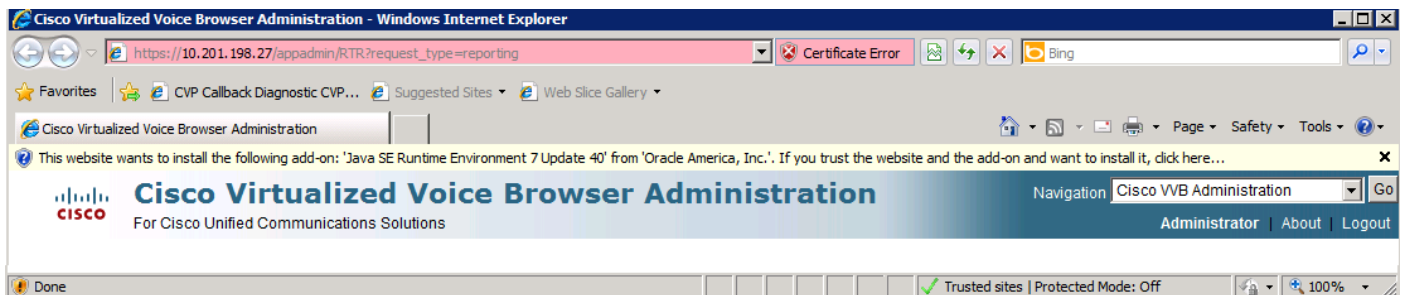 Cisco Virtualized Voice Browser Administration - Windows Internet Explorer
https://10.201.198.27/appadmin/RTR?request_type=reporting Certificate Error Bing
Favorites CVP Callback Diagnostic CVP... Suggested Sites Web Slice Gallery
Cisco Virtualized Voice Browser Administration Page Safety Tools
This website wants to install the following add-on: 'Java SE Runtime Environment 7 Update 40' from 'Oracle America, Inc.'. If you trust the website and the add-on and want to install it, click here...
CISCO Cisco Virtualized Voice Browser Administration Navigation Cisco VVB Administration Go
For Cisco Unified Communications Solutions Administrator | About | Logout
Done Trusted sites | Protected Mode: Off 100%